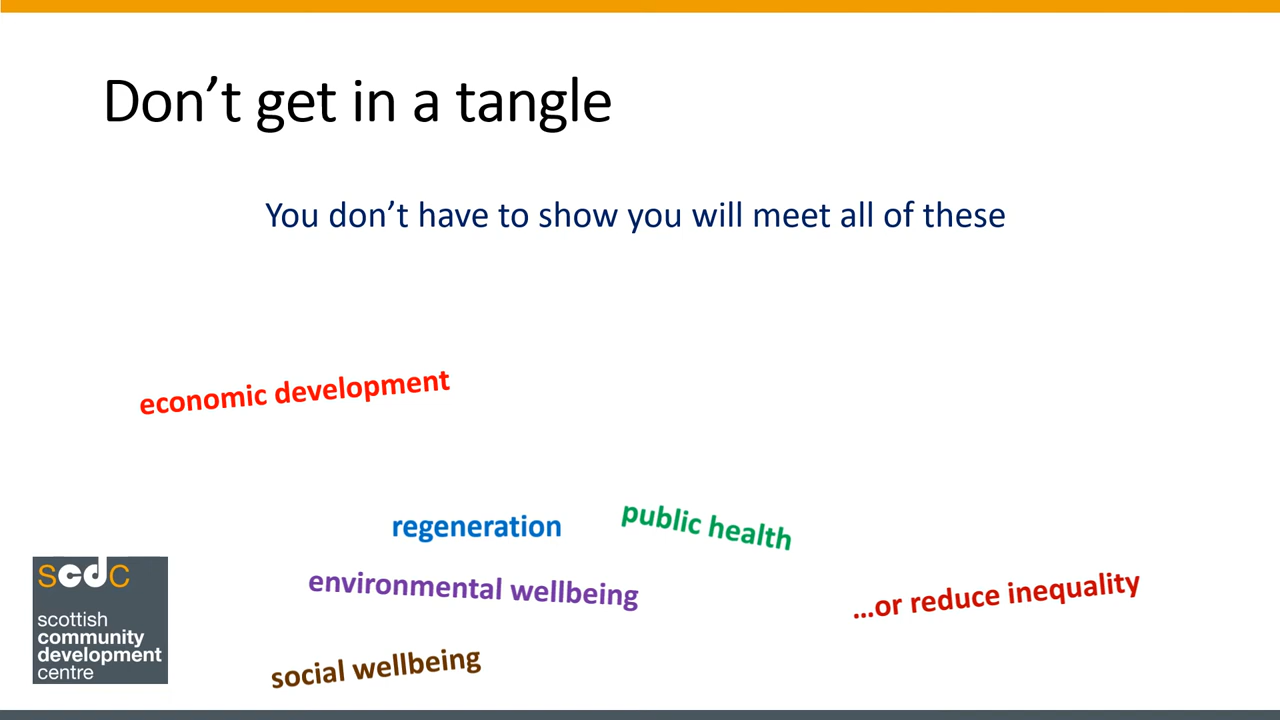 Don’t get in a tangle
You don’t have to show you will meet all of these
economic development
regeneration
public health
environmental wellbeing
…or reduce inequality
social wellbeing
scdc
scottish
community
development
centre